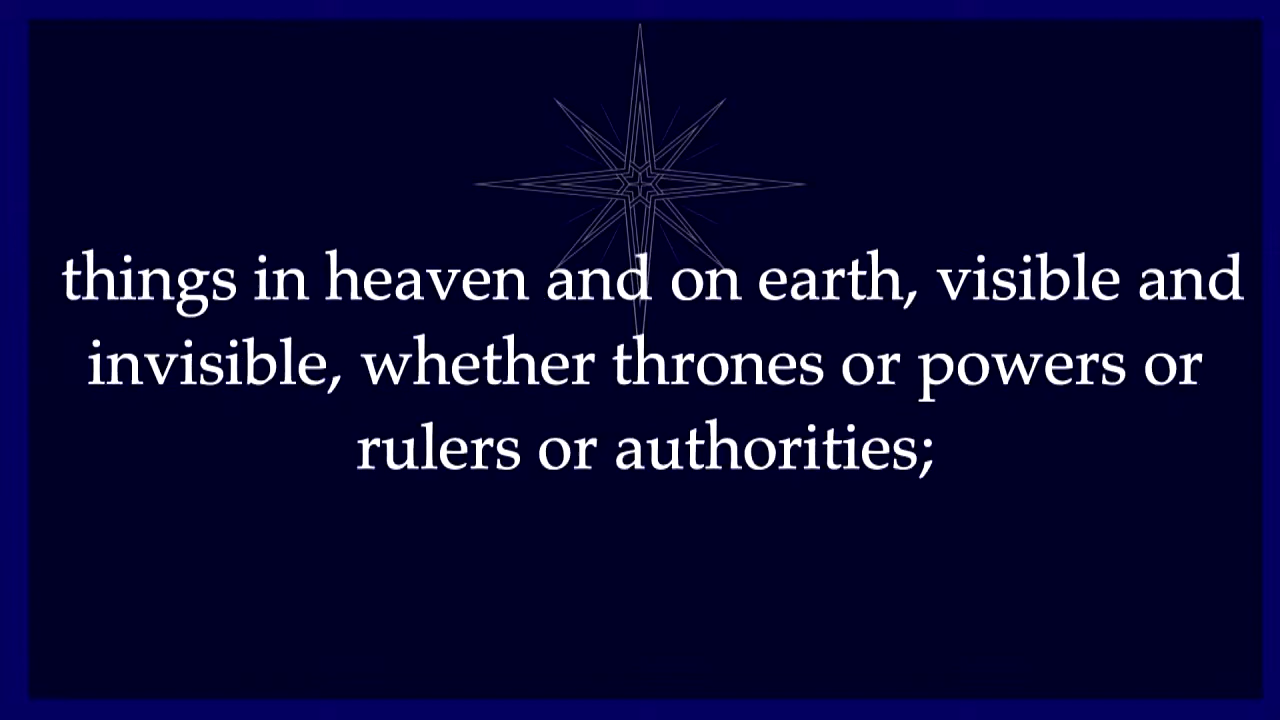 things in heaven and on earth, visible and
invisible, whether thrones or powers or
rulers or authorities;